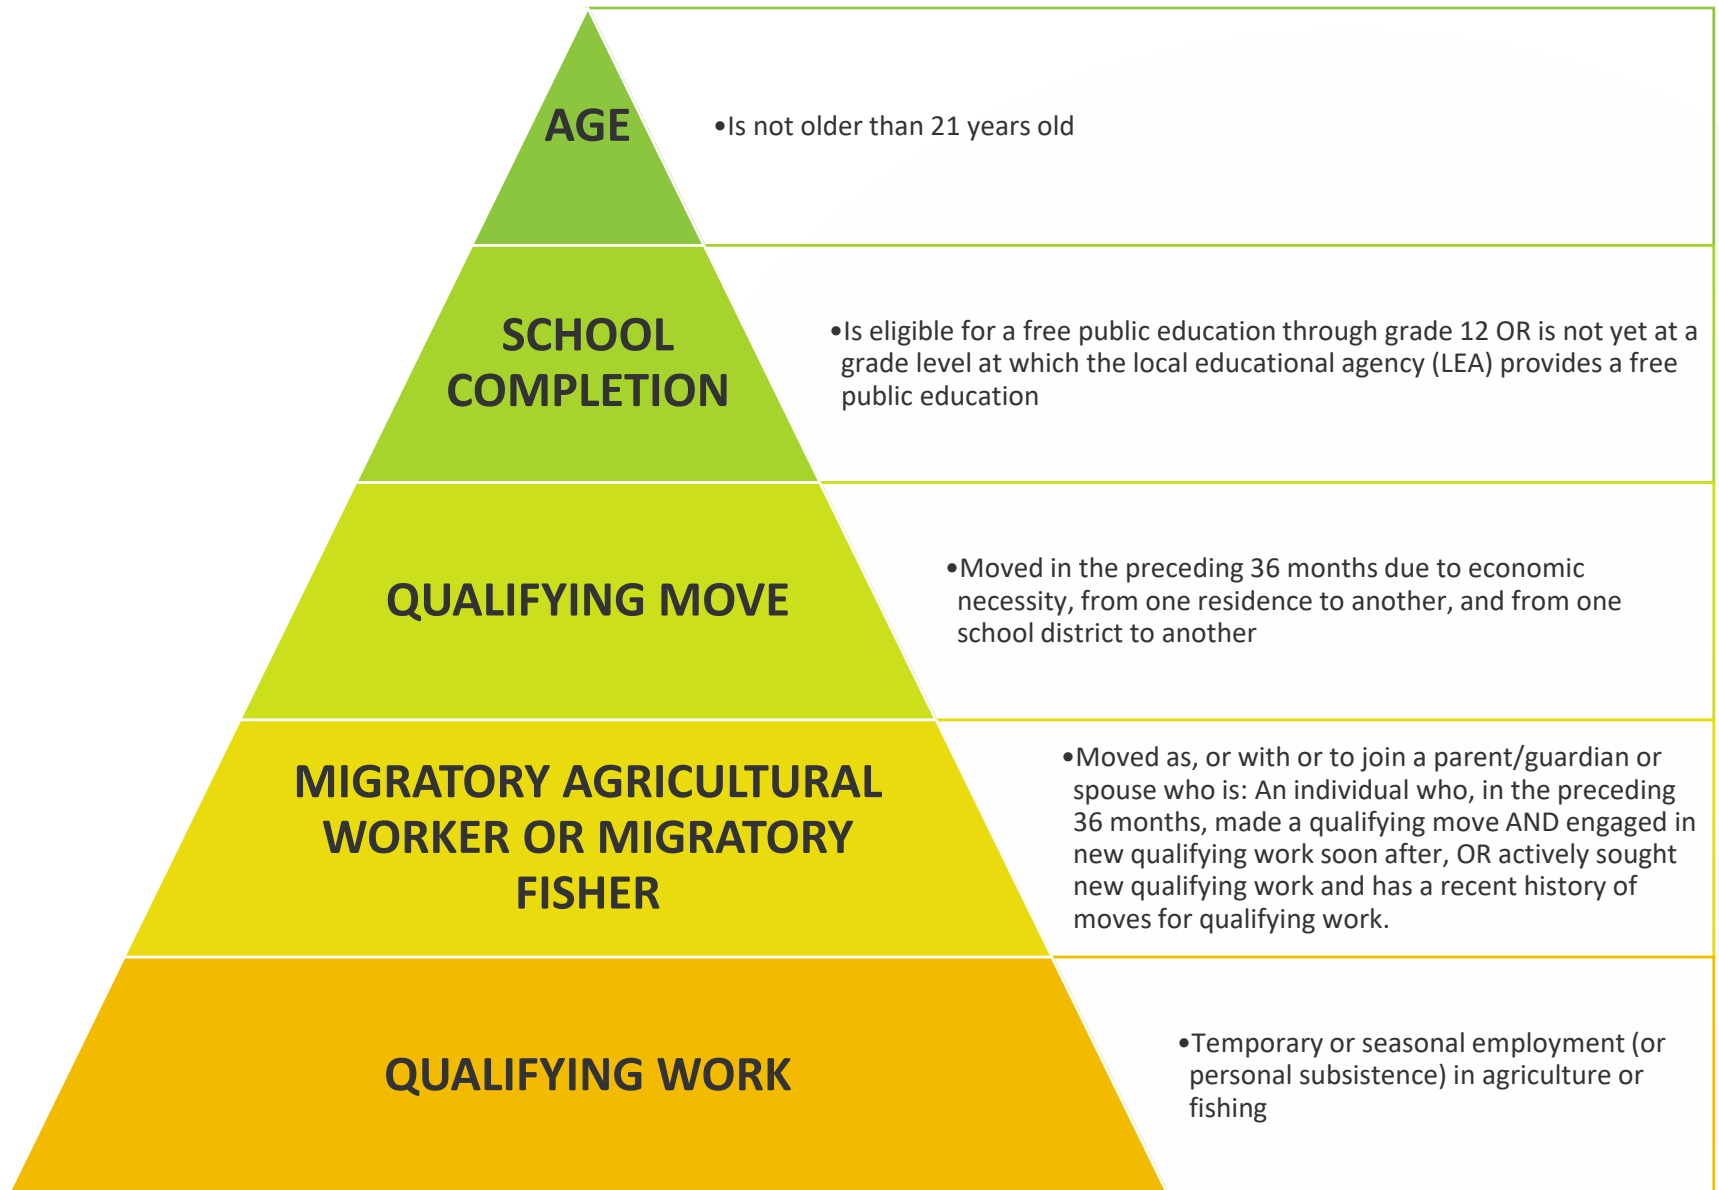 AGE
•Is not older than 21 years old
SCHOOL
COMPLETION
•Is eligible for a free public education through grade 12 OR is not yet at a
grade level at which the local educational agency (LEA) provides a free
public education
QUALIFYING MOVE
•Moved in the preceding 36 months due to economic
necessity, from one residence to another, and from one
school district to another
MIGRATORY AGRICULTURAL
WORKER OR MIGRATORY
FISHER
•Moved as, or with or to join a parent/guardian or
spouse who is: An individual who, in the preceding
36 months, made a qualifying move AND engaged in
new qualifying work soon after, OR actively sought
new qualifying work and has a recent history of
moves for qualifying work.
QUALIFYING WORK
•Temporary or seasonal employment (or
personal subsistence) in agriculture or
fishing